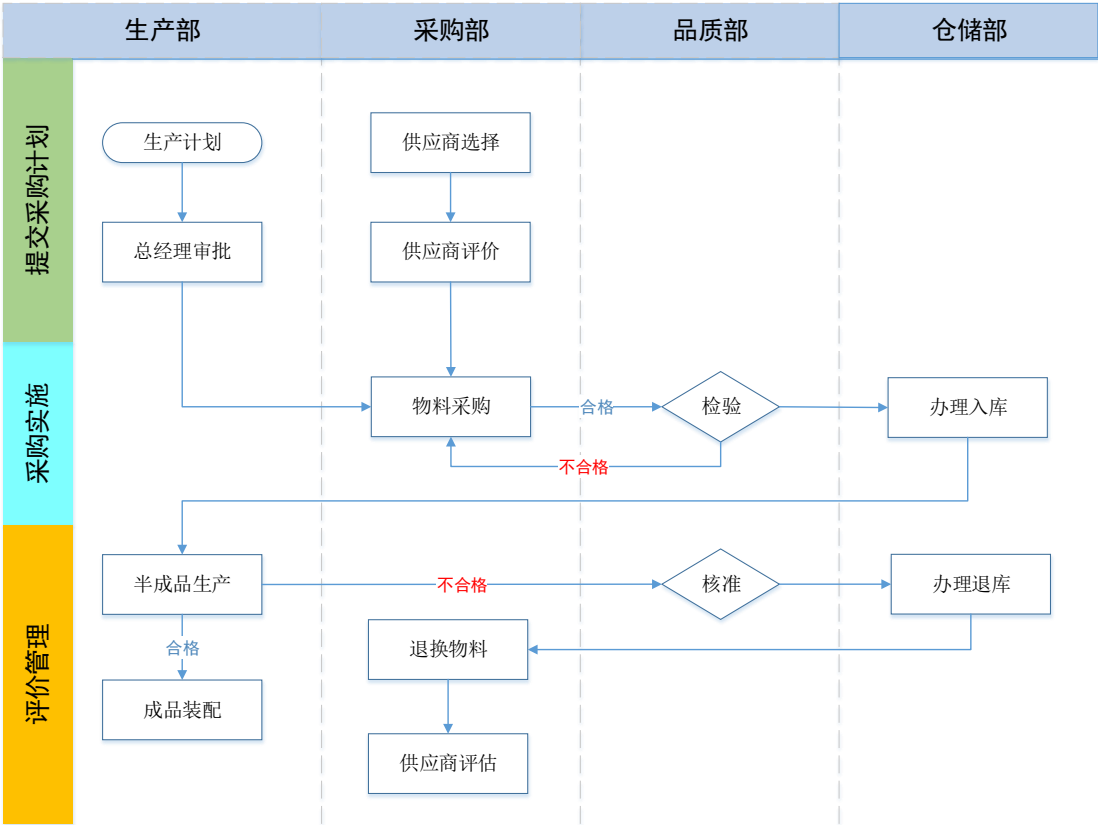 生产部
采购部
品质部
仓储部
提交采购计划
生产计划
供应商选择
总经理审批
供应商评价
采购实施
物料采购
合格
检验
办理入库
不合格
评价管理
半成品生产
不合格
核准
办理退库
合格
退换物料
成品装配
供应商评估